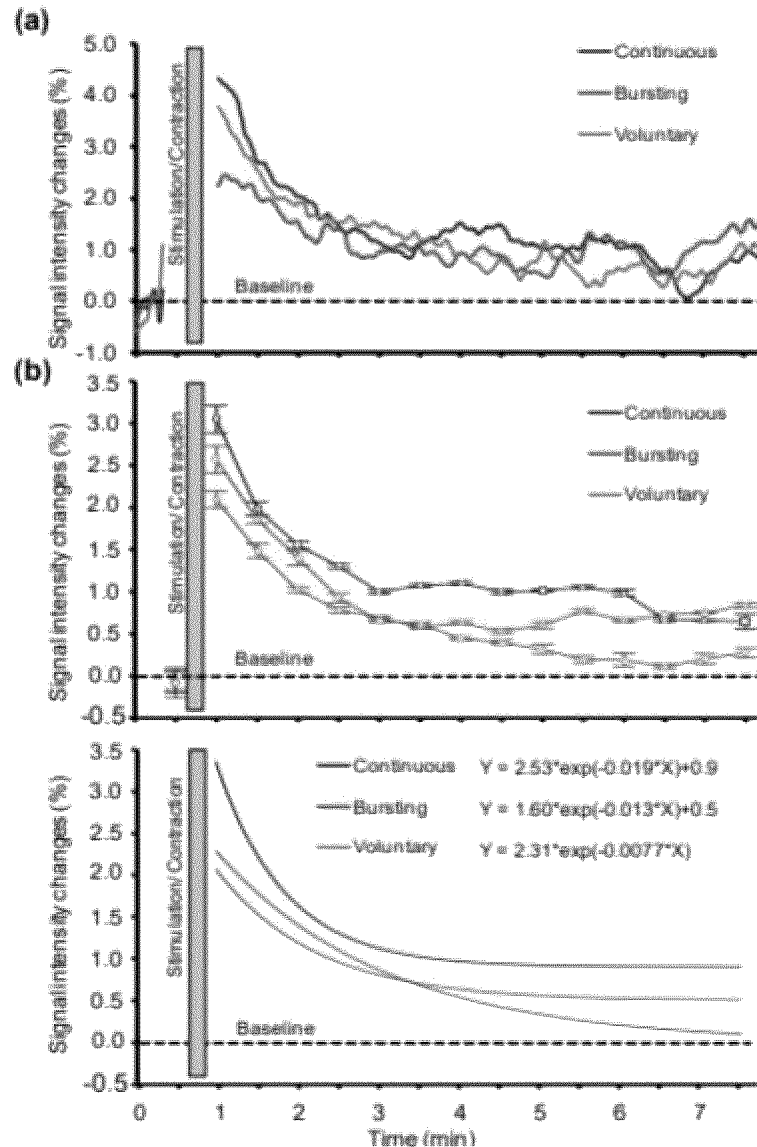 (a)
Signal intensity changes (%)
5.0
4.0
3.0
2.0
1.0
0.0
-1.0
Stimulation/Contraction
Continuous
Bursting
Voluntary
Baseline
(b)
Signal intensity changes (%)
3.5
3.0
2.5
2.0
1.5
1.0
0.5
0.0
-0.5
Stimulation/Contraction
Continuous
Bursting
Voluntary
Baseline
Signal intensity changes (%)
3.5
3.0
2.5
2.0
1.5
1.0
0.5
0.0
-0.5
Stimulation/Contraction
Continuous Y = 2.53*exp(-0.019*X)+0.9
Bursting Y = 1.60*exp(-0.013*X)+0.5
Voluntary Y = 2.31*exp(-0.0077*X)
Baseline
0 1 2 3 4 5 6 7
Time (min)